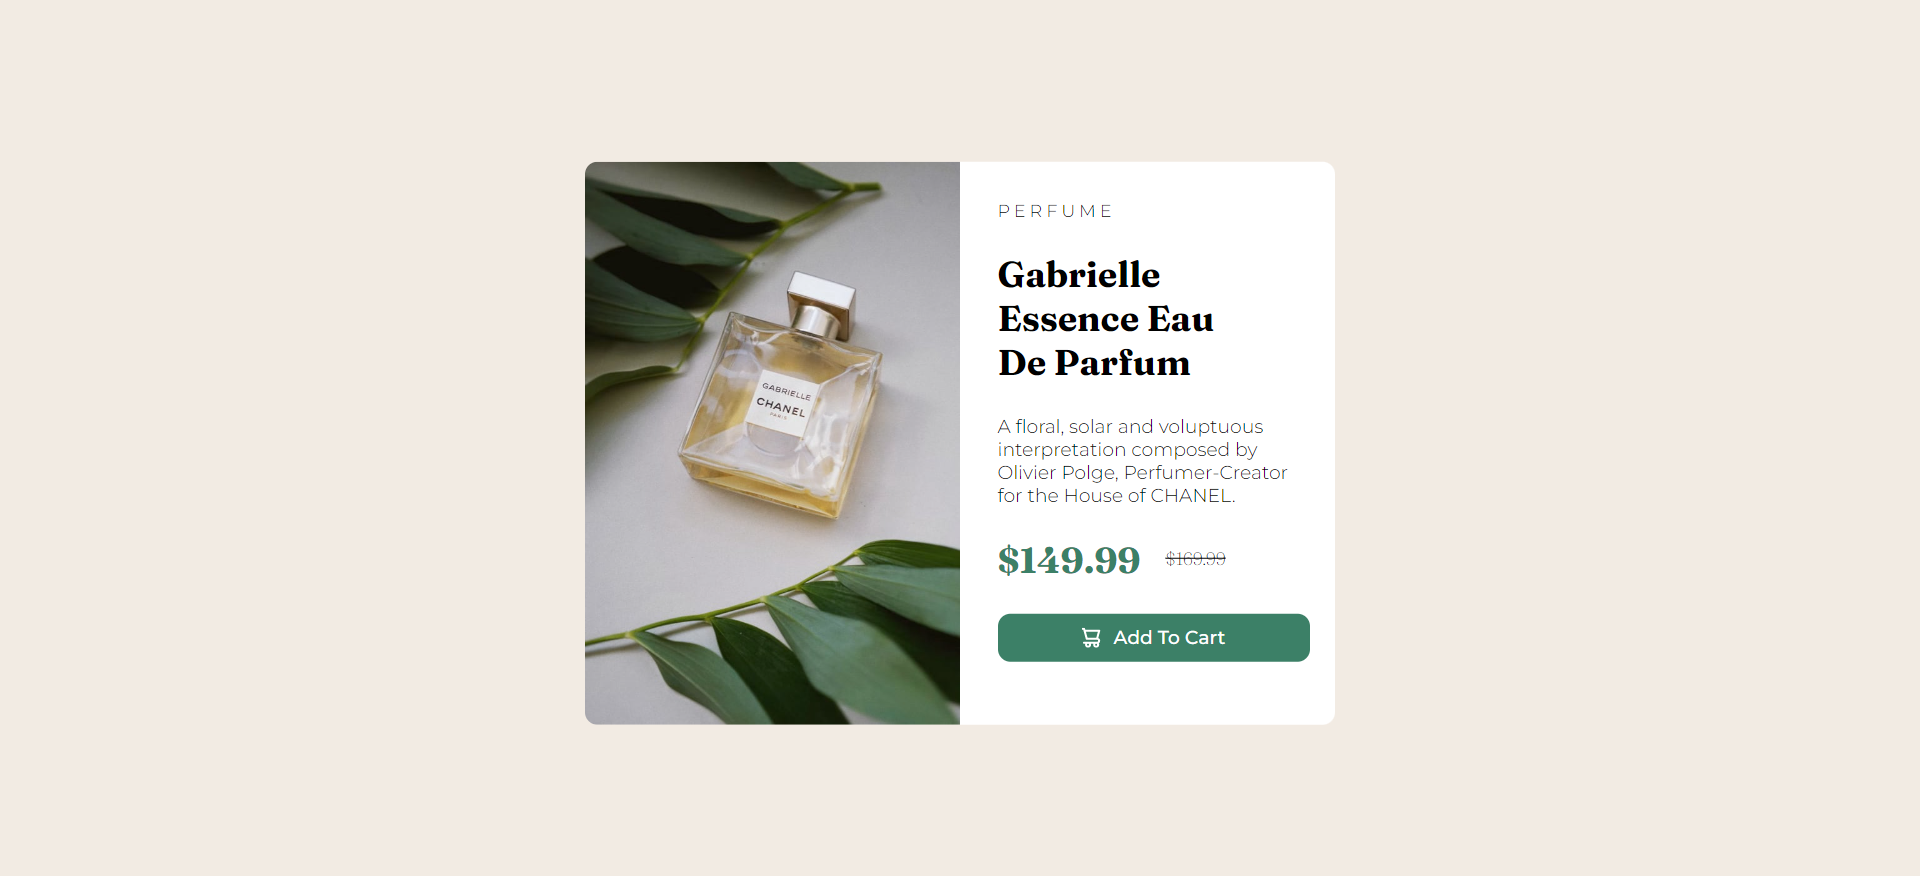 GABRIELLE
CHANEL
PARIS
PERFUME
Gabrielle
Essence Eau
De Parfum
A floral, solar and voluptuous
interpretation composed by
Olivier Polge, Perfumer-Creator
for the House of CHANEL.
$149.99 $169.99
Add To Cart